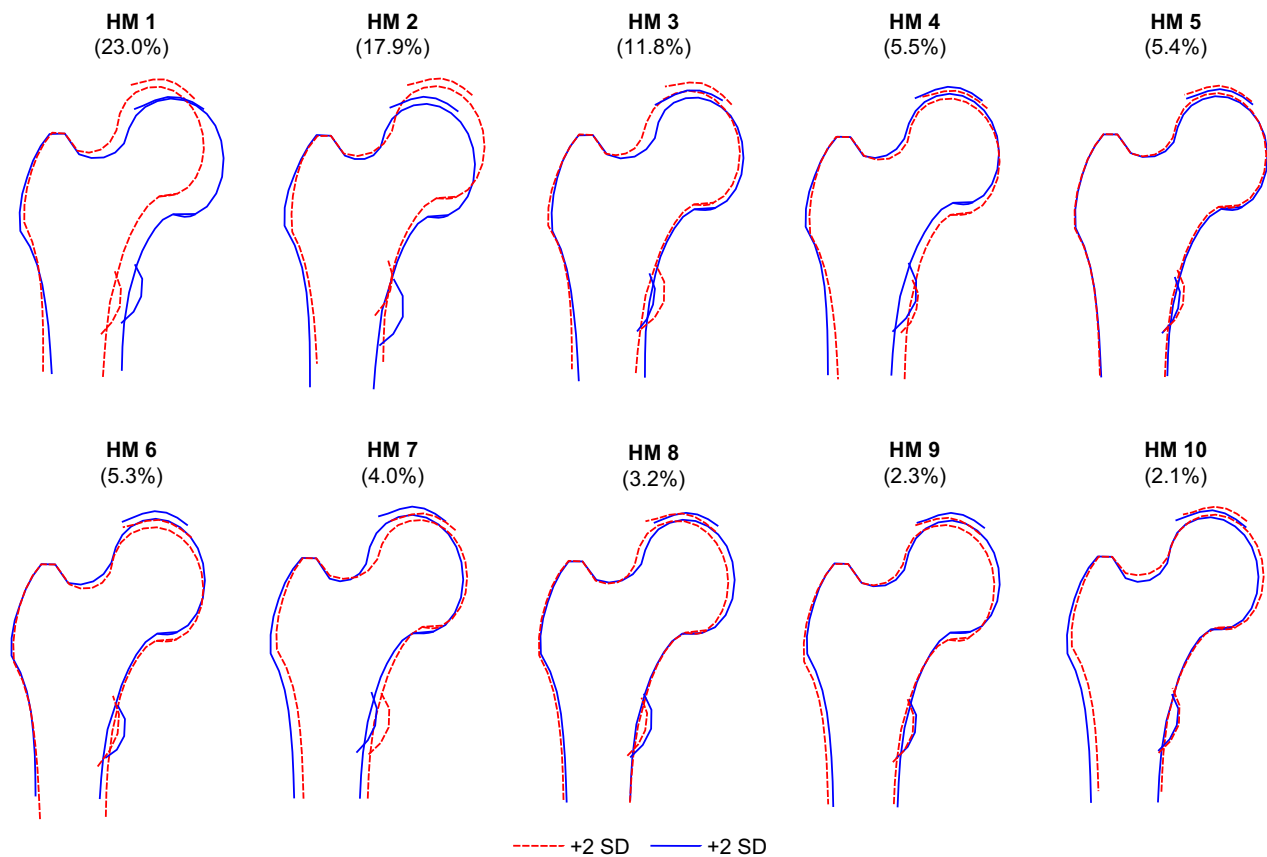 HM 1
(23.0%)
HM 2
(17.9%)
HM 3
(11.8%)
HM 4
(5.5%)
HM 5
(5.4%)
HM 6
(5.3%)
HM 7
(4.0%)
HM 8
(3.2%)
HM 9
(2.3%)
HM 10
(2.1%)
+2 SD
+2 SD